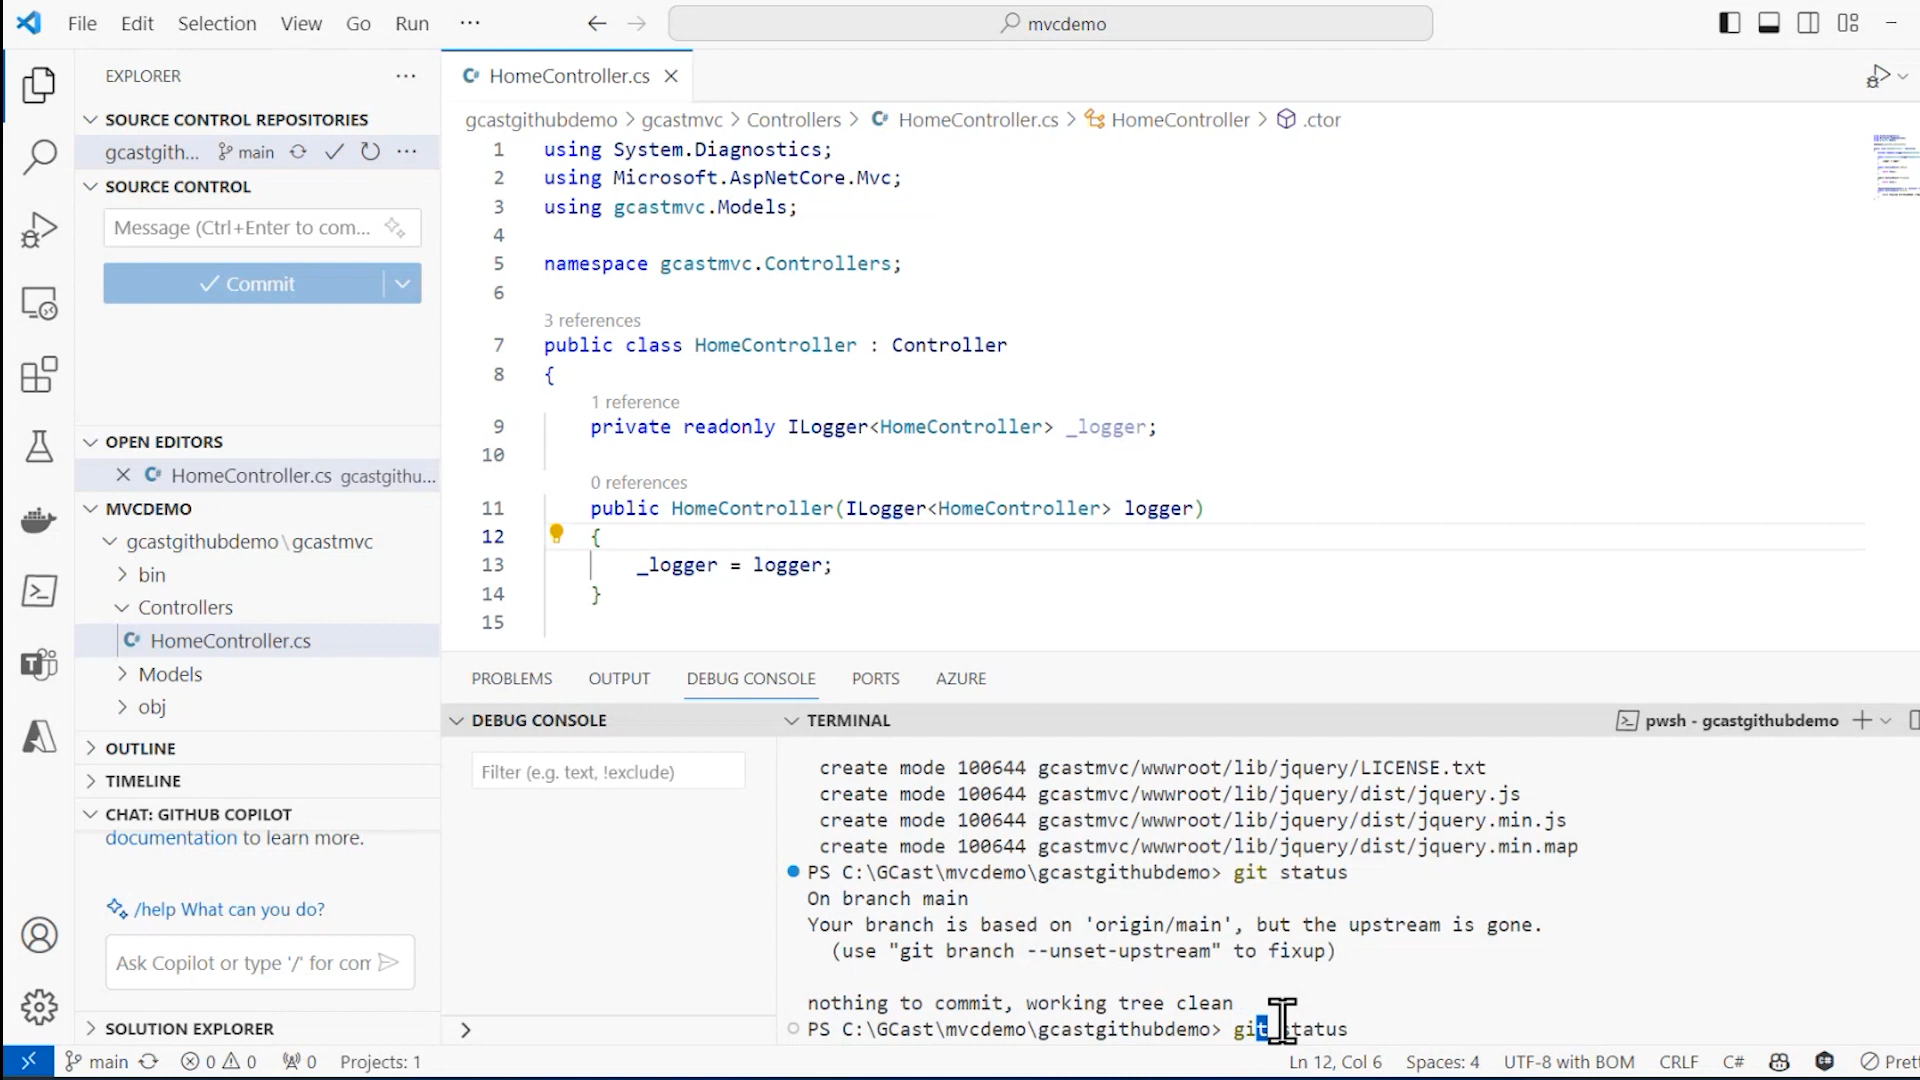 File Edit Selection View Go Run ···
mvcdemo
EXPLORER
SOURCE CONTROL REPOSITORIES
gcastgith... main
SOURCE CONTROL
Message (Ctrl+Enter to com...
Commit
OPEN EDITORS
HomeController.cs gcastgithu...
MVCDEMO
gcastgithubdemo\gcastmvc
bin
Controllers
HomeController.cs
Models
obj
OUTLINE
TIMELINE
CHAT: GITHUB COPILOT
documentation to learn more.
/help What can you do?
Ask Copilot or type '/' for com
SOLUTION EXPLORER
HomeController.cs
gcastgithubdemo > gcastmvc > Controllers > HomeController.cs > HomeController > .ctor
1 using System.Diagnostics;
2 using Microsoft.AspNetCore.Mvc;
3 using gcastmvc.Models;
4
5 namespace gcastmvc.Controllers;
6
3 references
7 public class HomeController : Controller
8 {
1 reference
9 private readonly ILogger<HomeController> _logger;
10
0 references
11 public HomeController(ILogger<HomeController> logger)
12 {
13 _logger = logger;
14 }
15
PROBLEMS OUTPUT DEBUG CONSOLE PORTS AZURE
DEBUG CONSOLE
Filter (e.g. text, !exclude)
TERMINAL
pwsh - gcastgithubdemo
create mode 100644 gcastmvc/wwwroot/lib/jquery/LICENSE.txt
create mode 100644 gcastmvc/wwwroot/lib/jquery/dist/jquery.js
create mode 100644 gcastmvc/wwwroot/lib/jquery/dist/jquery.min.js
create mode 100644 gcastmvc/wwwroot/lib/jquery/dist/jquery.min.map
PS C:\GCast\mvcdemo\gcastgithubdemo> git status
On branch main
Your branch is based on 'origin/main', but the upstream is gone.
(use "git branch --unset-upstream" to fixup)
nothing to commit, working tree clean
PS C:\GCast\mvcdemo\gcastgithubdemo> git status
main 0 0 0 Projects: 1
Ln 12, Col 6 Spaces: 4 UTF-8 with BOM CRLF C# Prett